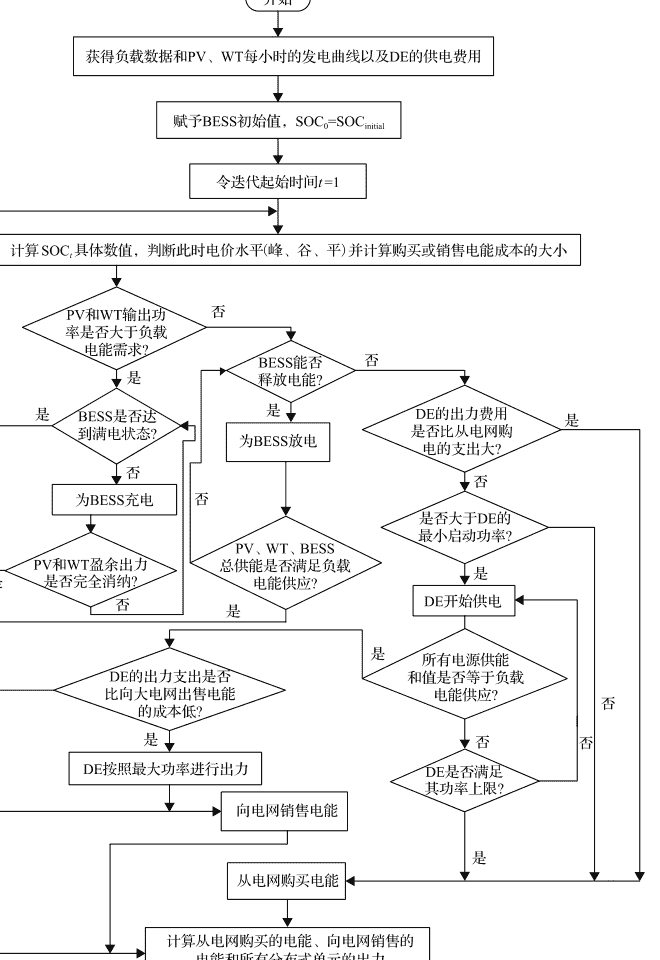 开始
获得负载数据和PV、WT每小时的发电曲线以及DE的供电费用
赋予BESS初始值，SOC₀=SOCinitial
令迭代起始时间t=1
计算SOCt具体数值，判断此时电价水平(峰、谷、平)并计算购买或销售电能成本的大小
PV和WT输出功
率是否大于负载
电能需求?
否
是
BESS能否
释放电能?
否
是
BESS是否达
到满电状态?
是
否
为BESS放电
DE的出力费用
是否比从电网购
电的支出大?
是
否
为BESS充电
否
是否大于DE的
最小启动功率?
是
否
PV和WT盈余出力
是否完全消纳?
否
PV、WT、BESS
总供能是否满足负载
电能供应?
是
DE开始供电
所有电源供能
和值是否等于负载
电能供应?
是
否
DE的出力支出是否
比向大电网出售电能
的成本低?
是
DE是否满足
其功率上限?
否
是
DE按照最大功率进行出力
向电网销售电能
从电网购买电能
计算从电网购买的电能、向电网销售的
电能和所有分布式单元的出力